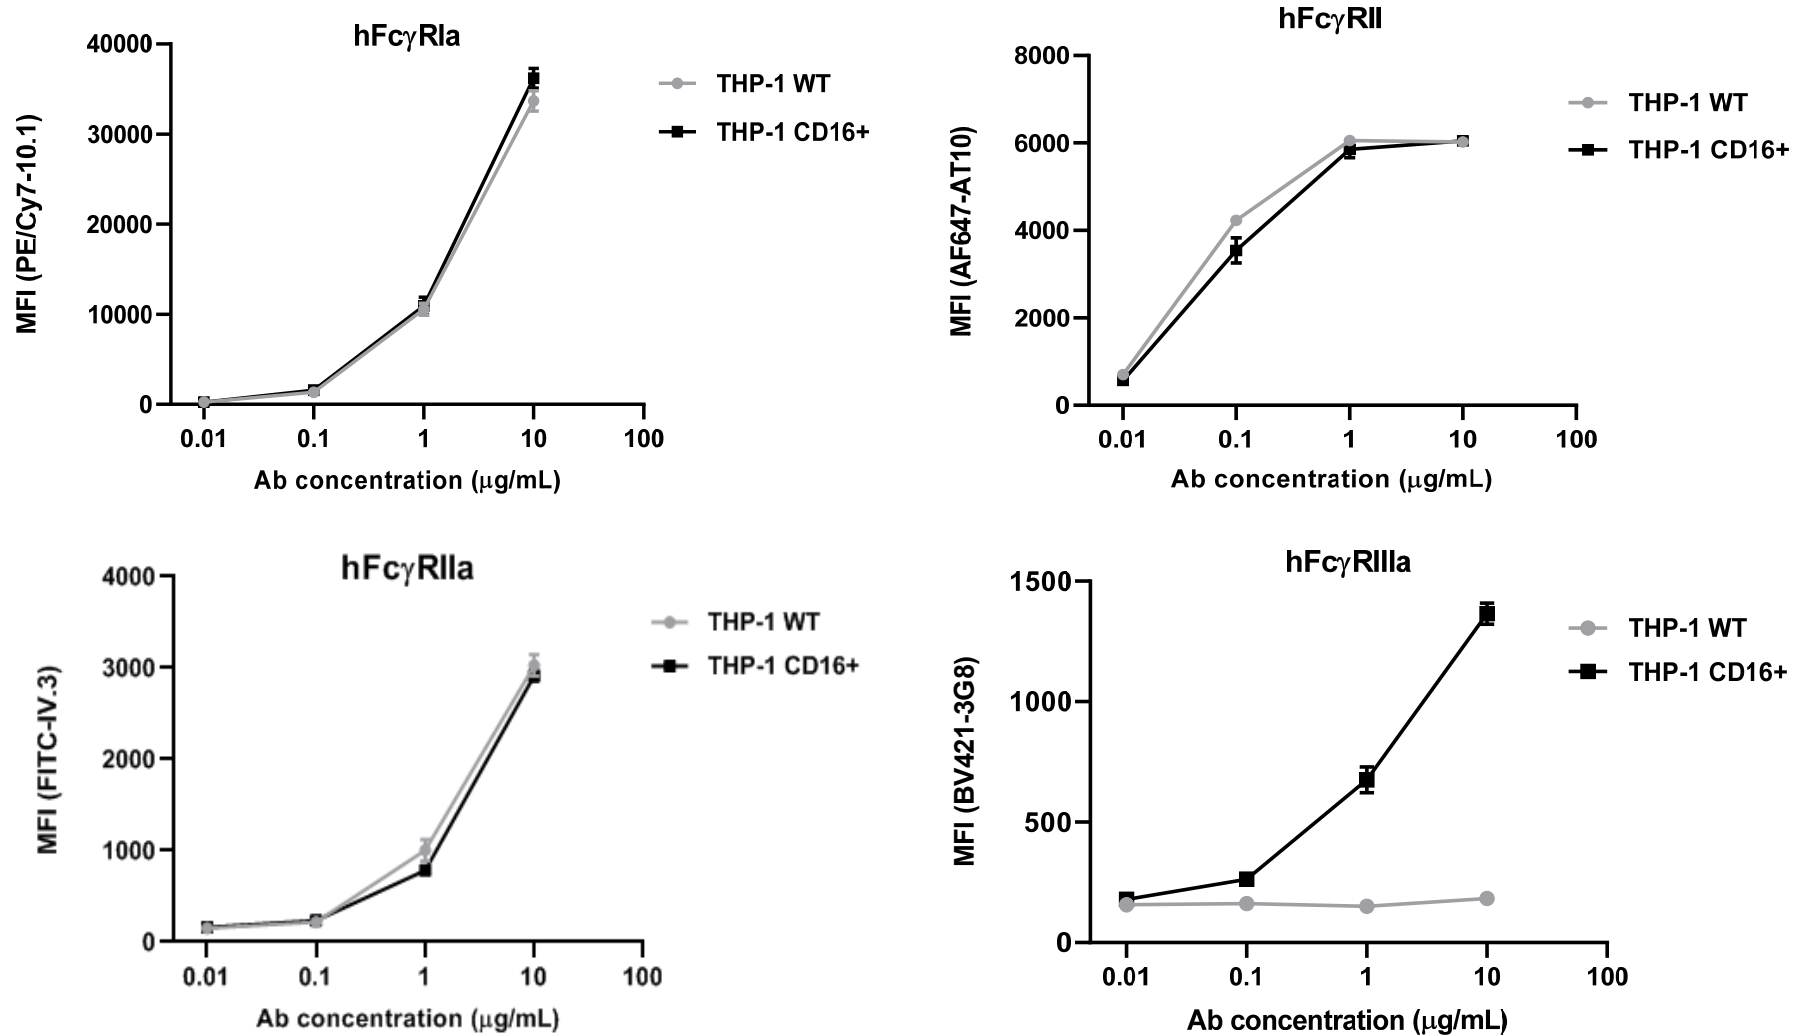 hFcγRIa
MFI (PE/Cy7-10.1)
40000
30000
20000
10000
0
0.01 0.1 1 10 100
Ab concentration (μg/mL)
THP-1 WT
THP-1 CD16+
hFcγRII
MFI (AF647-AT10)
8000
6000
4000
2000
0
0.01 0.1 1 10 100
Ab concentration (μg/mL)
THP-1 WT
THP-1 CD16+
hFcγRIIa
MFI (FITC-IV.3)
4000
3000
2000
1000
0
0.01 0.1 1 10 100
Ab concentration (μg/mL)
THP-1 WT
THP-1 CD16+
hFcγRIIIa
MFI (BV421-3G8)
1500
1000
500
0
0.01 0.1 1 10 100
Ab concentration (μg/mL)
THP-1 WT
THP-1 CD16+